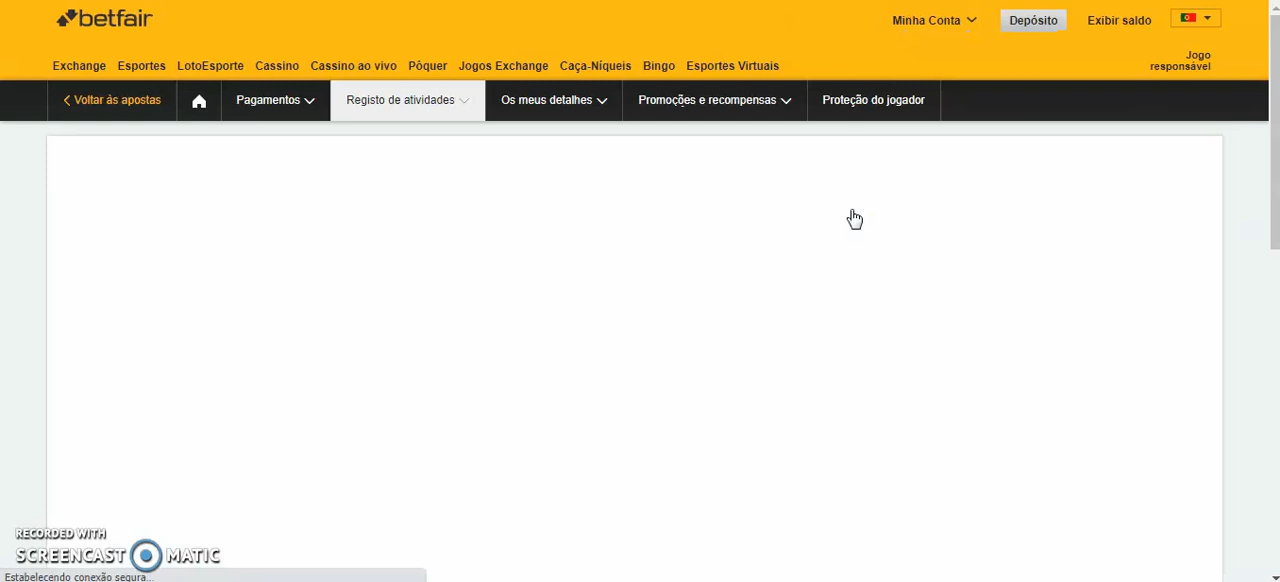 betfair
Minha Conta
Depósito
Exibir saldo
Exchange Esportes LotoEsporte Cassino Cassino ao vivo Pôquer Jogos Exchange Caça-Níqueis Bingo Esportes Virtuais
Jogo
responsável
Voltar às apostas
Pagamentos
Registo de atividades
Os meus detalhes
Promoções e recompensas
Proteção do jogador
RECORDED WITH
SCREENCAST MATIC
Estabelecendo conexão segura...